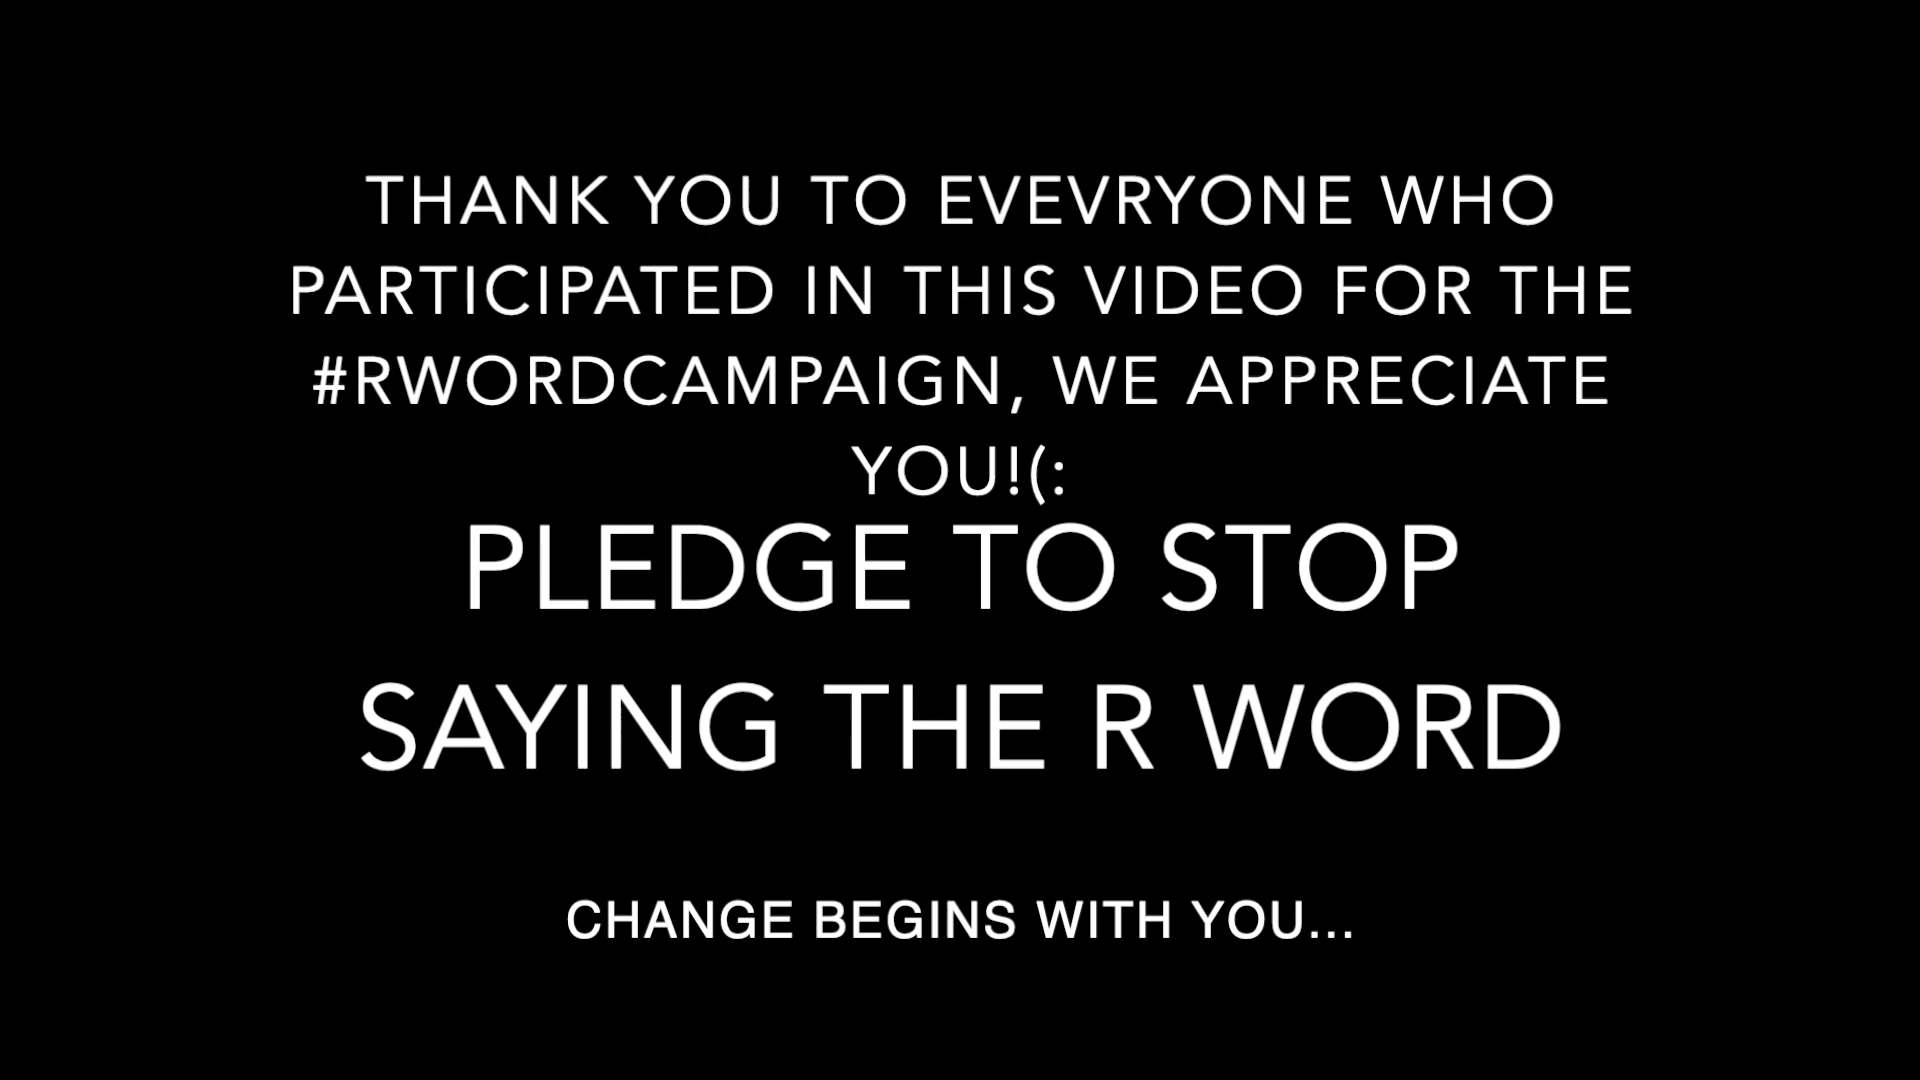 THANK YOU TO EVEVRYONE WHO
PARTICIPATED IN THIS VIDEO FOR THE
#RWORDCAMPAIGN, WE APPRECIATE
YOU!(:
PLEDGE TO STOP
SAYING THE R WORD
CHANGE BEGINS WITH YOU...